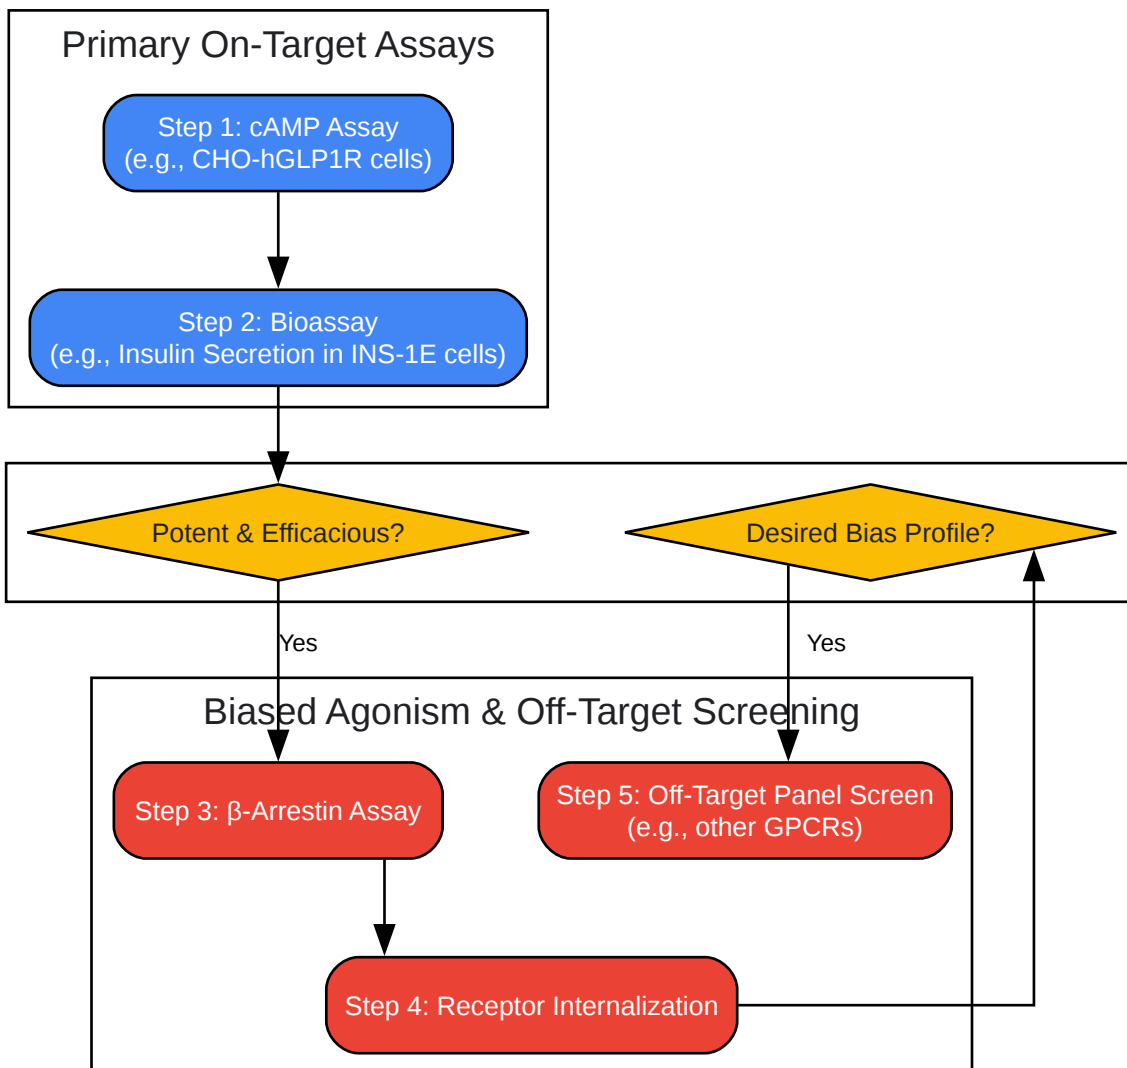 Primary On-Target Assays
Step 1: cAMP Assay
(e.g., CHO-hGLP1R cells)
Step 2: Bioassay
(e.g., Insulin Secretion in INS-1E cells)
Potent & Efficacious?
Desired Bias Profile?
Yes
Yes
Biased Agonism & Off-Target Screening
Step 3: β-Arrestin Assay
Step 5: Off-Target Panel Screen
(e.g., other GPCRs)
Step 4: Receptor Internalization